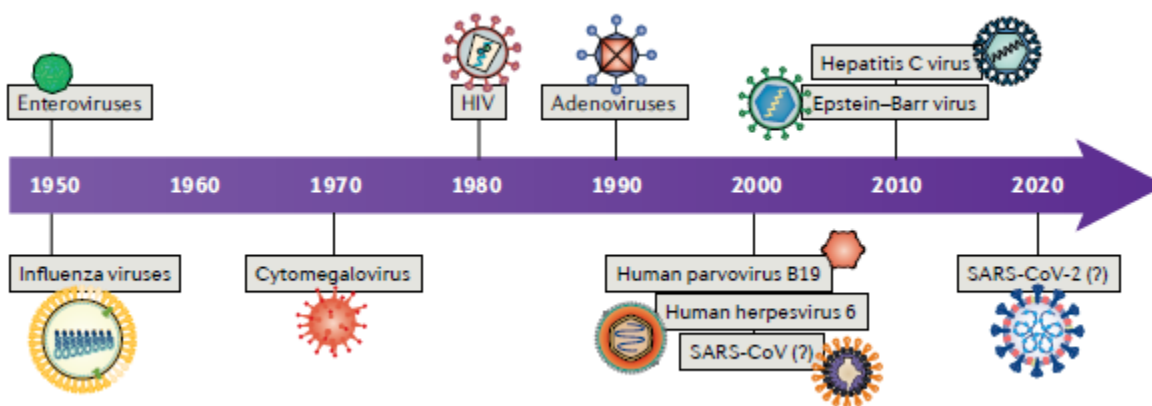 Enteroviruses
HIV
Adenoviruses
Hepatitis C virus
Epstein–Barr virus
1950
1960
1970
1980
1990
2000
2010
2020
Influenza viruses
Cytomegalovirus
Human parvovirus B19
Human herpesvirus 6
SARS-CoV (?)
SARS-CoV-2 (?)